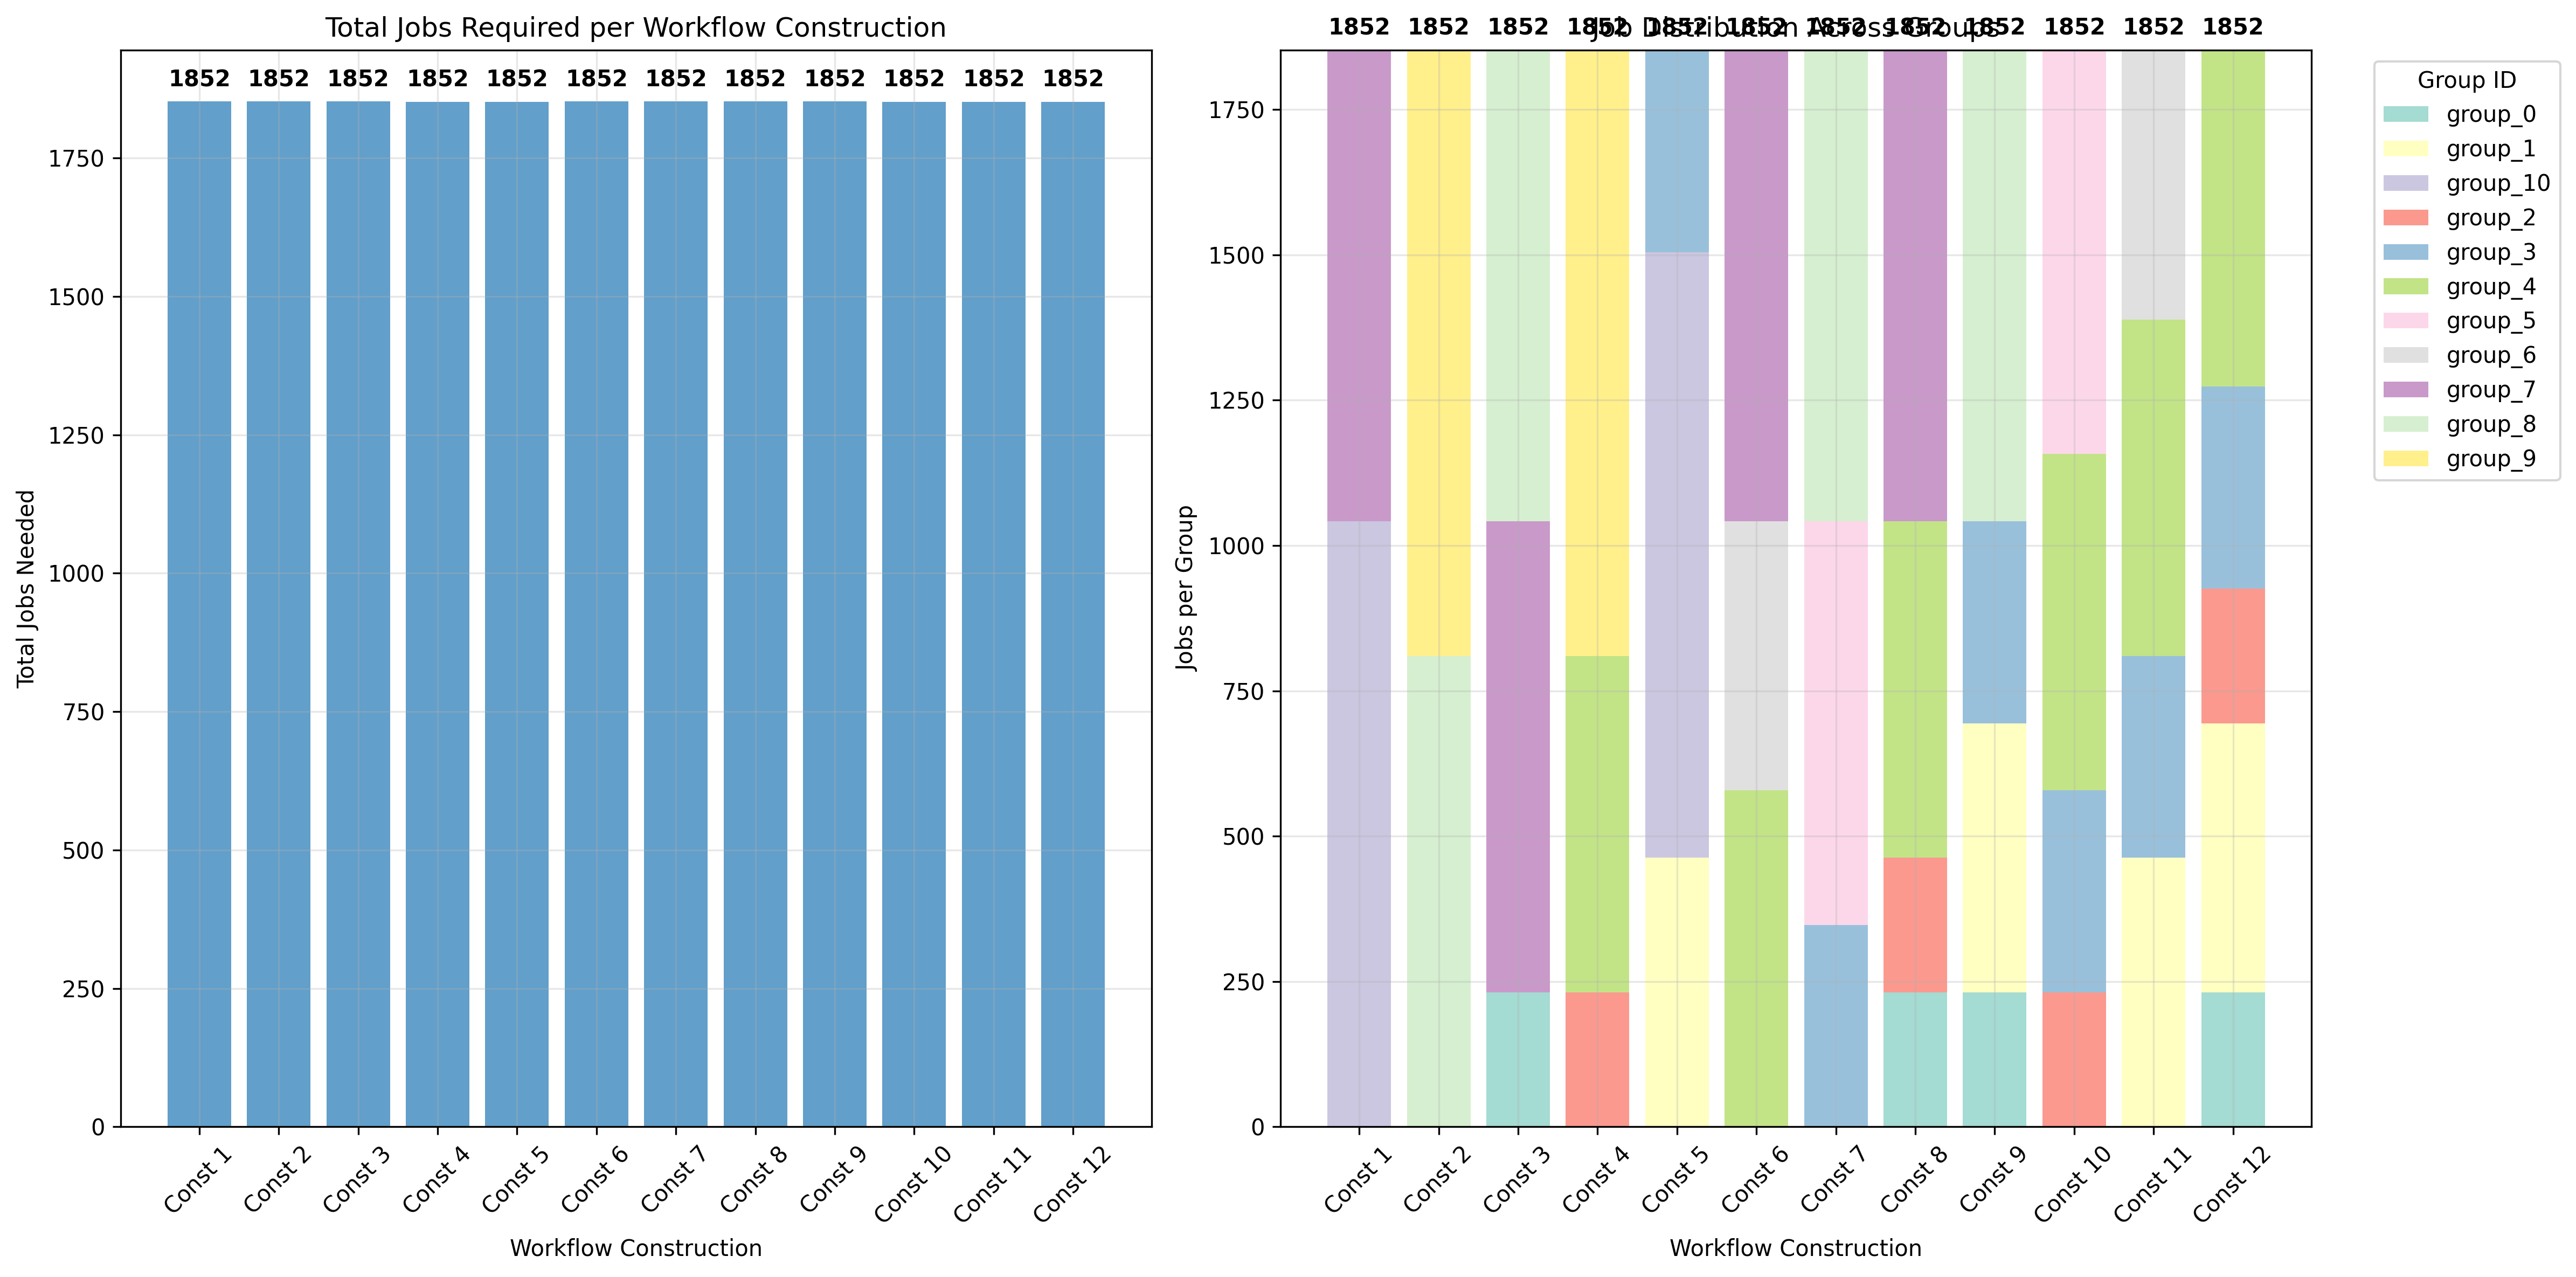 Total Jobs Required per Workflow Construction
1852 1852 1852 1852 1852 1852 1852 1852 1852 1852 1852 1852
Total Jobs Needed
1750
1500
1250
1000
750
500
250
0
Const 1
Const 2
Const 3
Const 4
Const 5
Const 6
Const 7
Const 8
Const 9
Const 10
Const 11
Const 12
Workflow Construction
Job Distribution Across Groups
1852 1852 1852 1852 1852 1852 1852 1852 1852 1852 1852 1852
Jobs per Group
1750
1500
1250
1000
750
500
250
0
Const 1
Const 2
Const 3
Const 4
Const 5
Const 6
Const 7
Const 8
Const 9
Const 10
Const 11
Const 12
Workflow Construction
Group ID
group_0
group_1
group_10
group_2
group_3
group_4
group_5
group_6
group_7
group_8
group_9